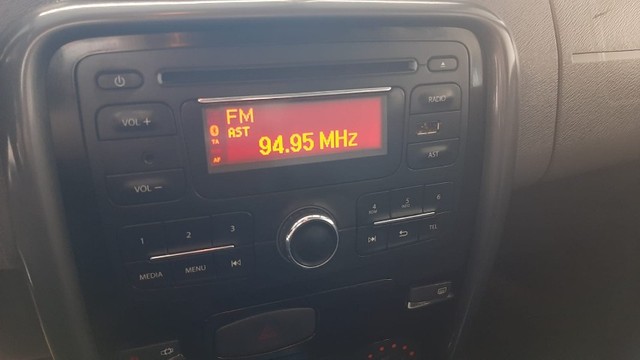 FM
AST
TA
AF
94.95 MHz
VOL +
VOL –
RADIO
AST
1 2 3
4 5 6
MEDIA MENU
TEL